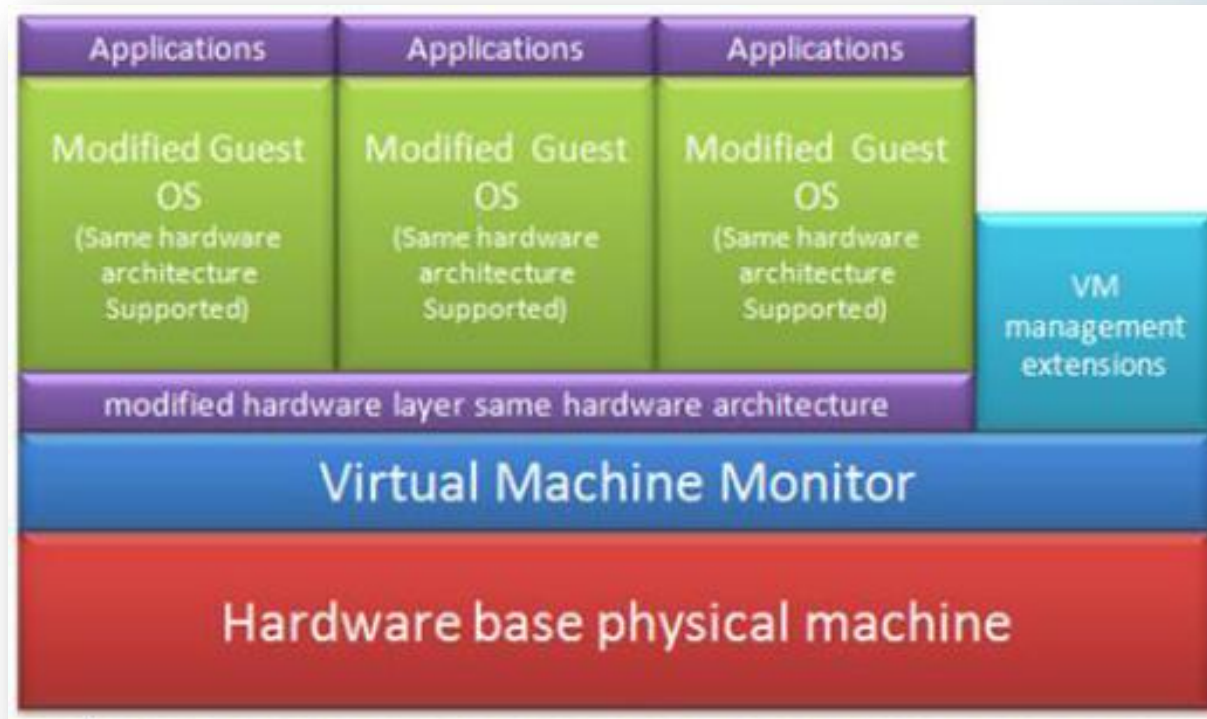 Applications
Applications
Applications
Modified Guest
OS
(Same hardware
architecture
Supported)
Modified Guest
OS
(Same hardware
architecture
Supported)
Modified Guest
OS
(Same hardware
architecture
Supported)
VM
management
extensions
modified hardware layer same hardware architecture
Virtual Machine Monitor
Hardware base physical machine